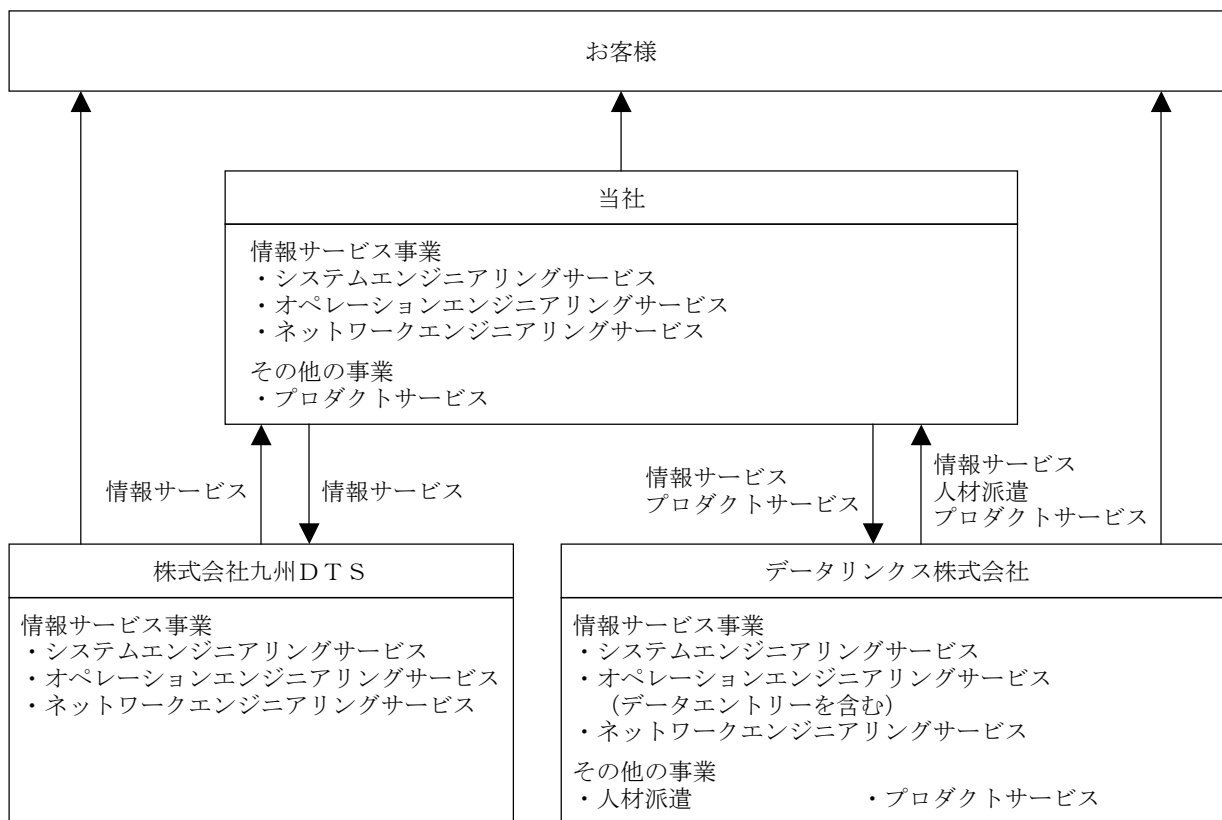 お客様
当社
情報サービス事業
・システムエンジニアリングサービス
・オペレーションエンジニアリングサービス
・ネットワークエンジニアリングサービス
その他の事業
・プロダクトサービス
情報サービス
情報サービス
情報サービス
プロダクトサービス
情報サービス
人材派遣
プロダクトサービス
株式会社九州ＤＴＳ
情報サービス事業
・システムエンジニアリングサービス
・オペレーションエンジニアリングサービス
・ネットワークエンジニアリングサービス
データリンクス株式会社
情報サービス事業
・システムエンジニアリングサービス
・オペレーションエンジニアリングサービス
（データエントリーを含む）
・ネットワークエンジニアリングサービス
その他の事業
・人材派遣　　　　　　　・プロダクトサービス